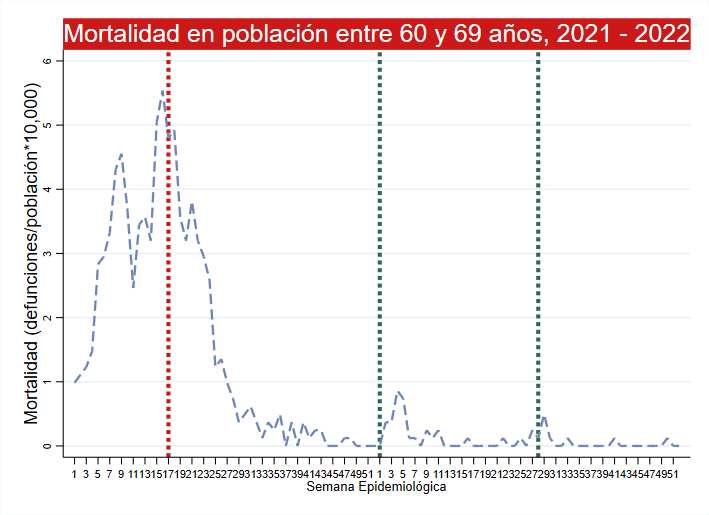 Mortalidad en población entre 60 y 69 años, 2021 - 2022
Mortalidad (defunciones/población*10,000)
6
5
4
3
2
1
0
1 3 5 7 9 11 13 15 17 19 21 23 25 27 29 31 33 35 37 39 41 43 45 47 49 51 1 3 5 7 9 11 13 15 17 19 21 23 25 27 29 31 33 35 37 39 41 43 45 47 49 51
Semana Epidemiológica